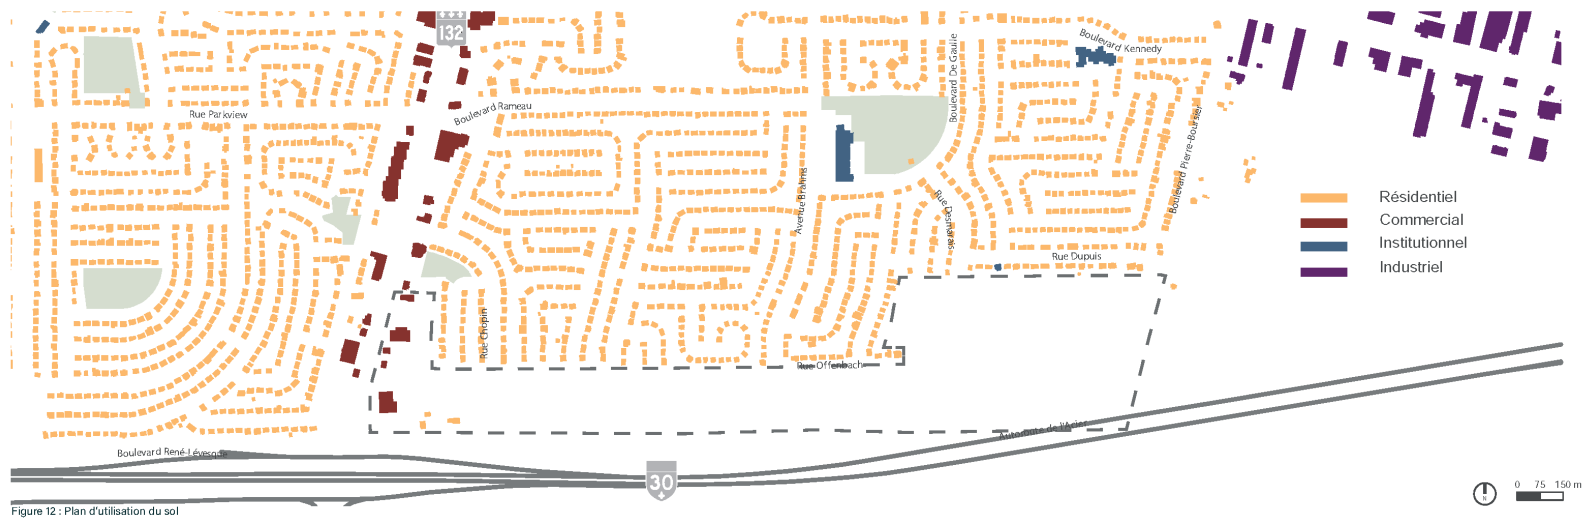 132
Boulevard Kennedy
Boulevard De Gaulle
Boulevard Rameau
Rue Parkview
Boulevard Pierre-Boursier
Avenue Brahms
Rue Desmarais
Résidentiel
Commercial
Institutionnel
Industriel
Rue Dupuis
Rue Chopin
Rue Offenbach
Autoroute de l'Acier
Boulevard René-Lévesque
30
N
0 75 150 m
Figure 12 : Plan d'utilisation du sol